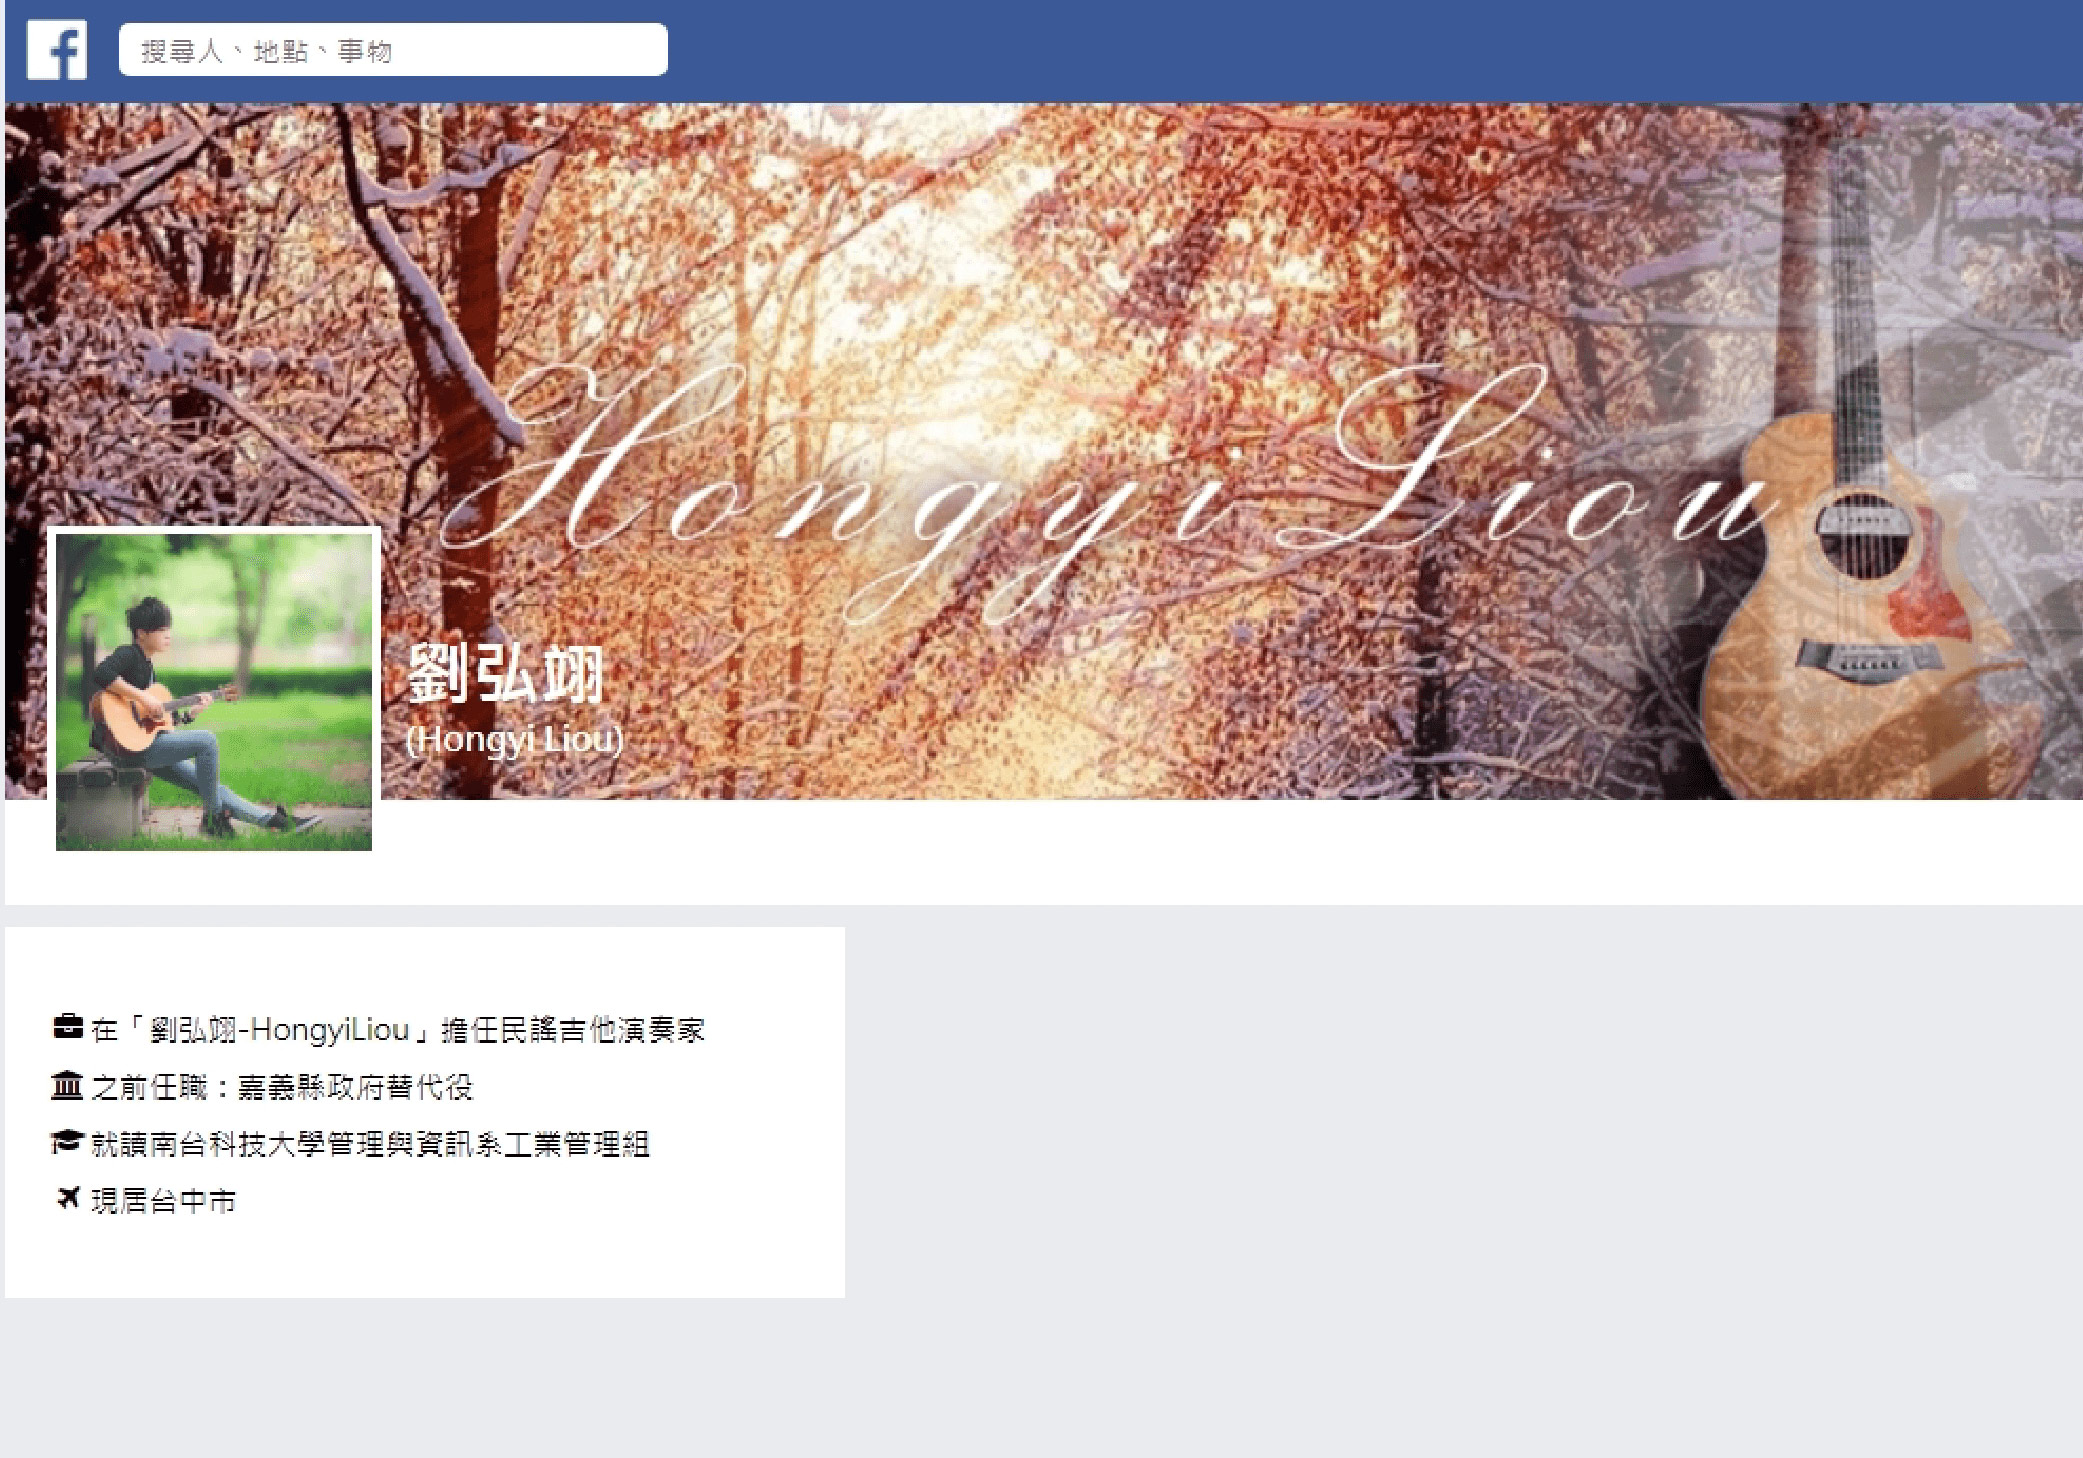 搜尋人、地點、事物
Hongyi Liou
劉弘翊
(Hongyi Liou)
在「劉弘翊-HongyiLiou」擔任民謠吉他演奏家
之前任職：嘉義縣政府替代役
就讀南台科技大學管理與資訊系工業管理組
現居台中市